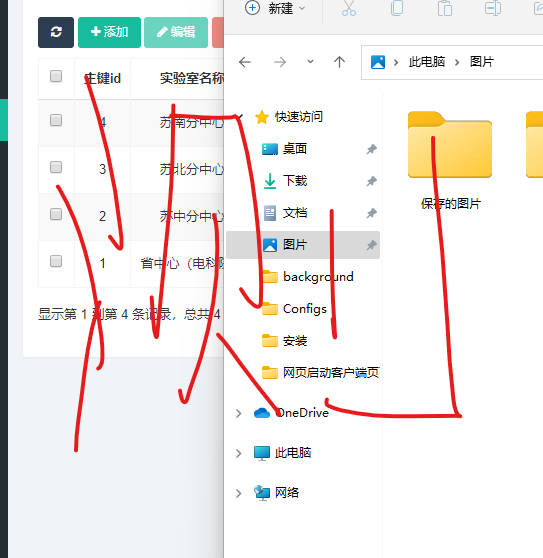 新建
添加
编辑
此电脑 图片
主键id 实验室名称
4 苏南分中心
3 苏北分中心
2 苏中分中心
1 省中心（电科院
显示第 1 到第 4 条记录，总共 4
快速访问
桌面
下载
文档
图片
background
Configs
安装
网页启动客户端页
OneDrive
此电脑
网络
保存的图片